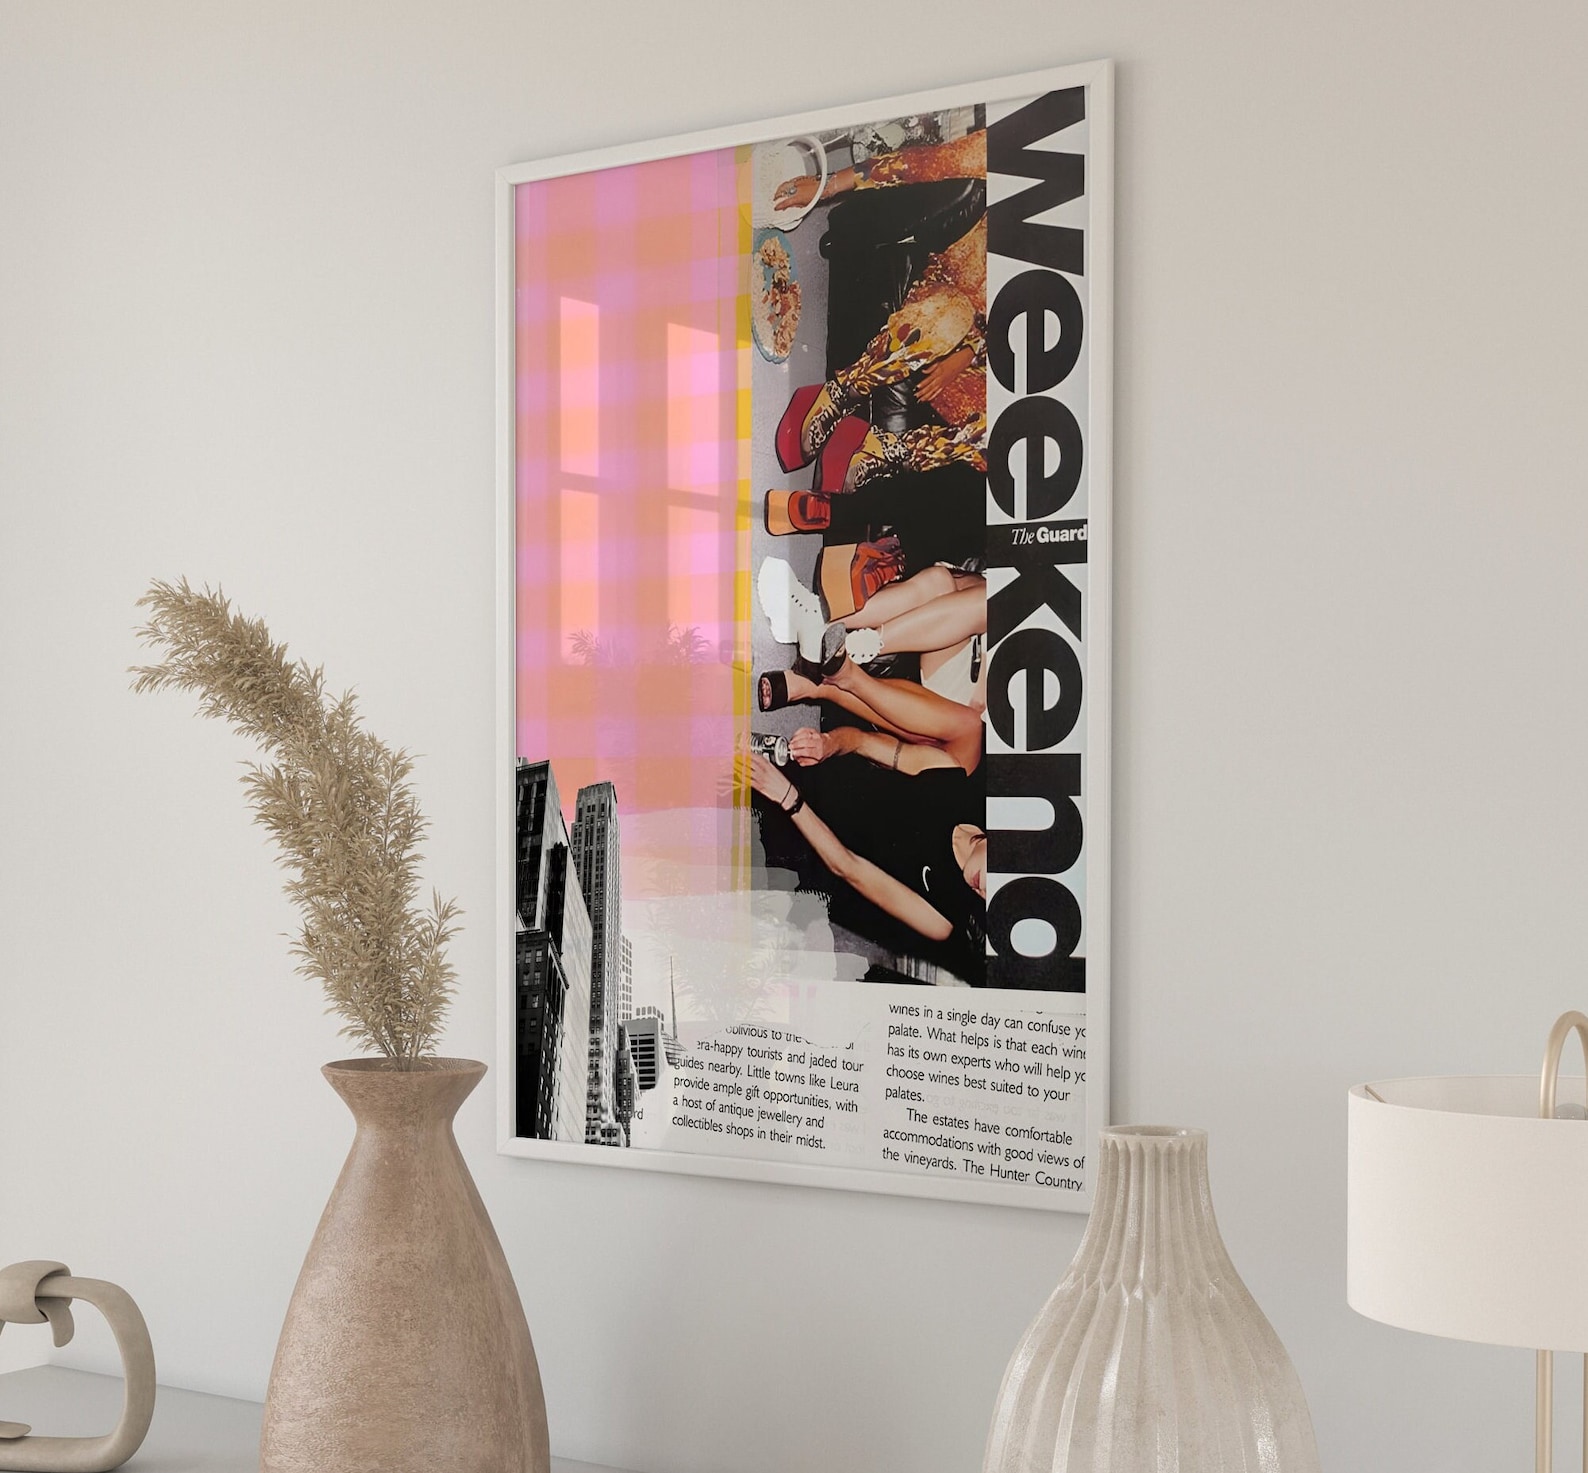 Weekend
The Guard
oblivious to the
era-happy tourists and jaded tour
guides nearby. Little towns like Leura
provide ample gift opportunities, with
a host of antique jewellery and
collectibles shops in their midst.
wines in a single day can confuse yo
palate. What helps is that each wine
has its own experts who will help yo
choose wines best suited to your
palates.
The estates have comfortable
accommodations with good views of
the vineyards. The Hunter Country